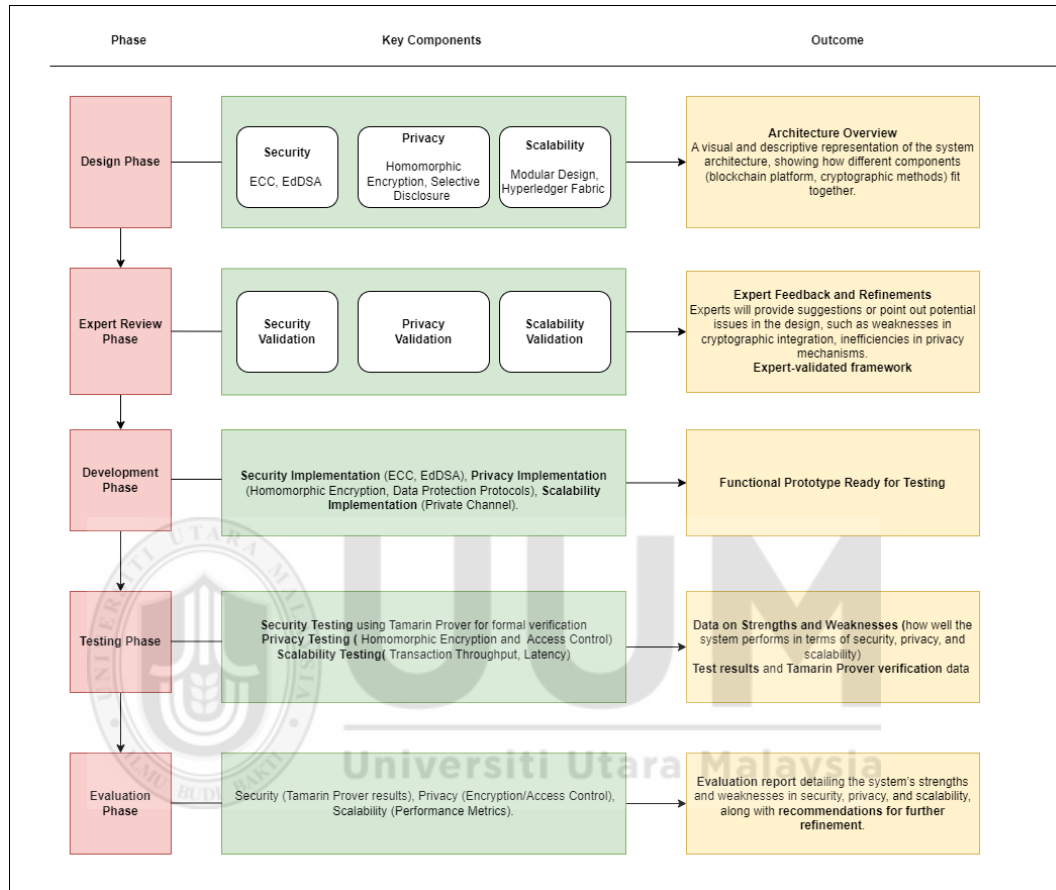 Phase
Key Components
Outcome
Design Phase
Security
ECC, EdDSA
Privacy
Homomorphic
Encryption, Selective
Disclosure
Scalability
Modular Design,
Hyperledger Fabric
Architecture Overview
A visual and descriptive representation of the system
architecture, showing how different components
(blockchain platform, cryptographic methods) fit
together.
Expert Review
Phase
Security
Validation
Privacy
Validation
Scalability
Validation
Expert Feedback and Refinements
Experts will provide suggestions or point out potential
issues in the design, such as weaknesses in
cryptographic integration, inefficiencies in privacy
mechanisms.
Expert-validated framework
Development
Phase
Security Implementation (ECC, EdDSA), Privacy Implementation
(Homomorphic Encryption, Data Protection Protocols), Scalability
Implementation (Private Channel).
Functional Prototype Ready for Testing
Testing Phase
Security Testing using Tamarin Prover for formal verification
Privacy Testing ( Homomorphic Encryption and Access Control)
Scalability Testing( Transaction Throughput, Latency)
Data on Strengths and Weaknesses (how well the
system performs in terms of security, privacy, and
scalability)
Test results and Tamarin Prover verification data
Evaluation
Phase
Security (Tamarin Prover results), Privacy (Encryption/Access Control),
Scalability (Performance Metrics).
Evaluation report detailing the system's strengths
and weaknesses in security, privacy, and scalability,
along with recommendations for further
refinement.
UNIVERSITI UTARA MALAYSIA
ILMU BUDI BAKTI
UUM
Universiti Utara Malaysia